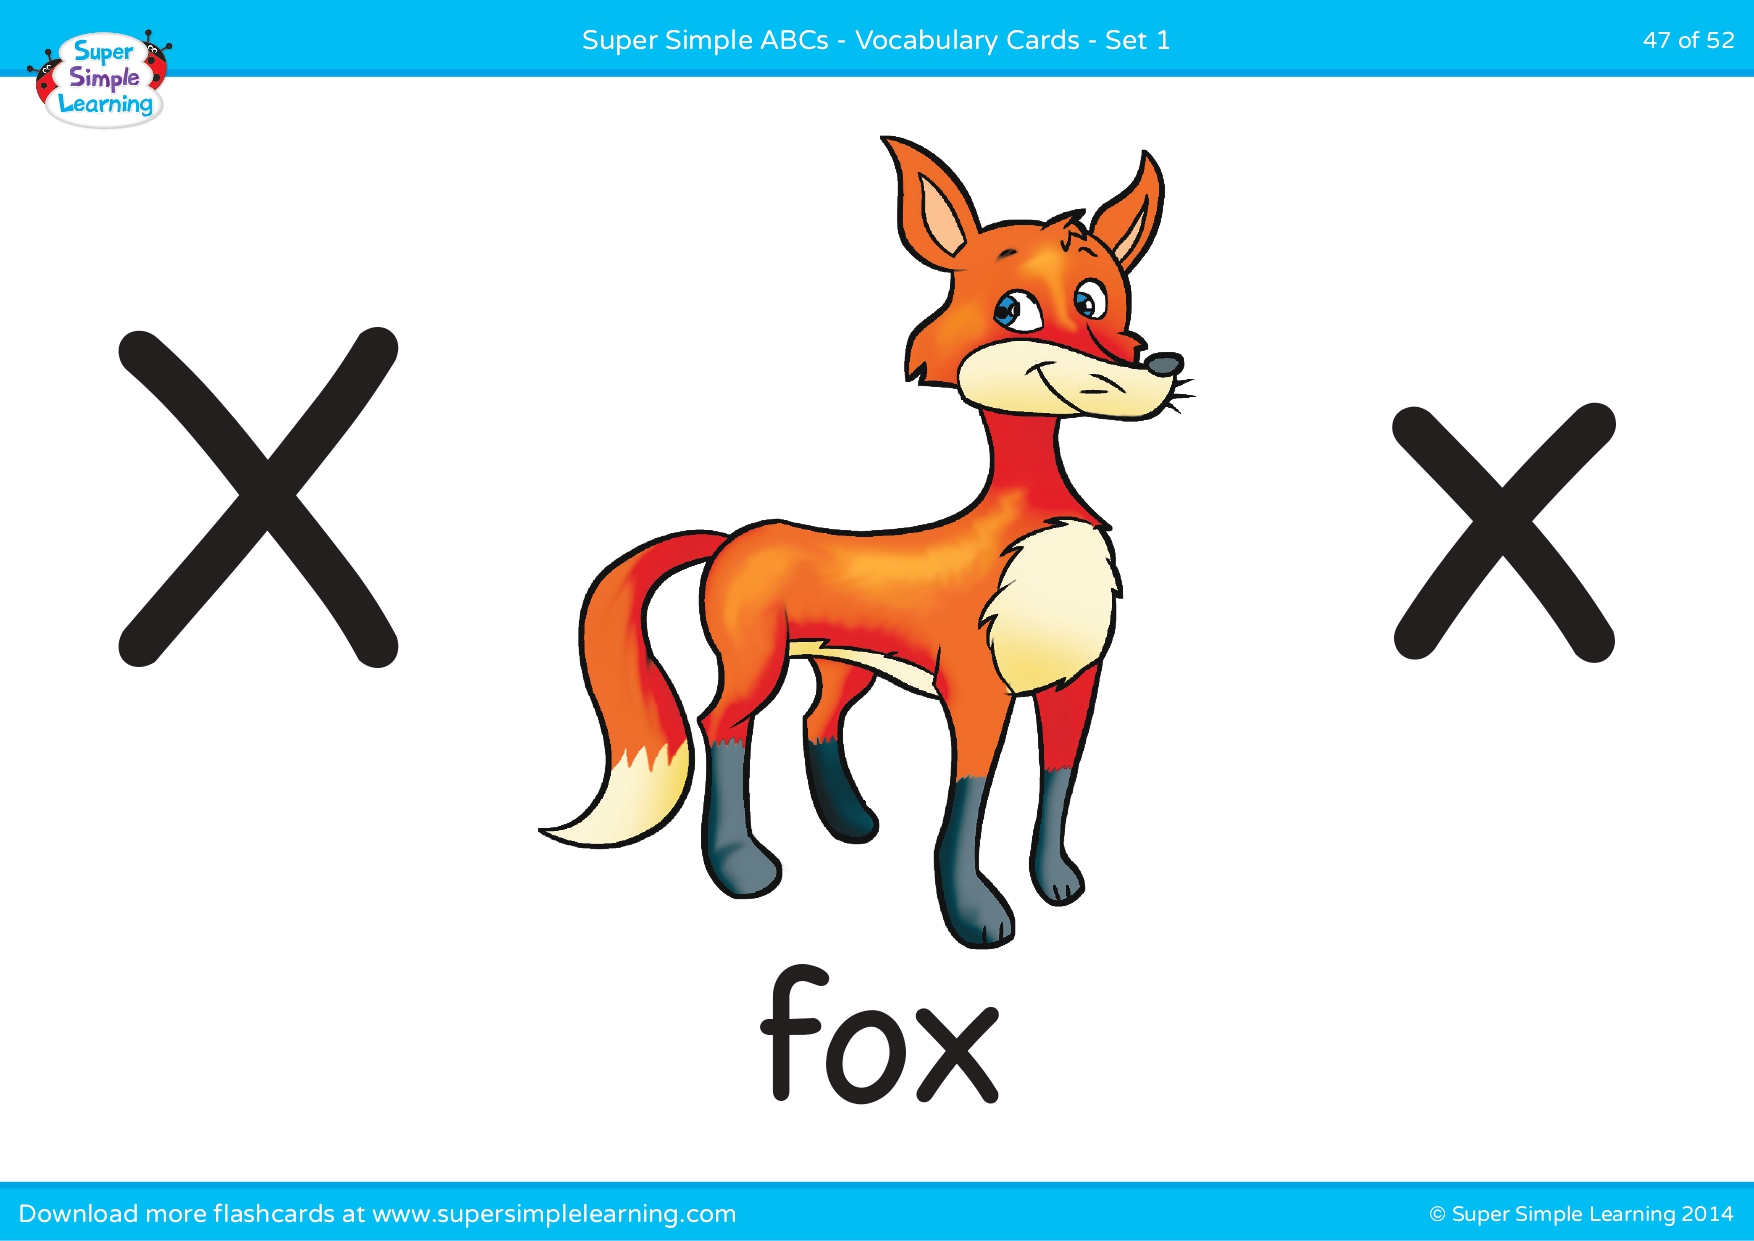 Super Simple ABCs - Vocabulary Cards - Set 1
47 of 52
Super
Simple
Learning
X
x
fox
Download more flashcards at www.supersimplelearning.com
© Super Simple Learning 2014